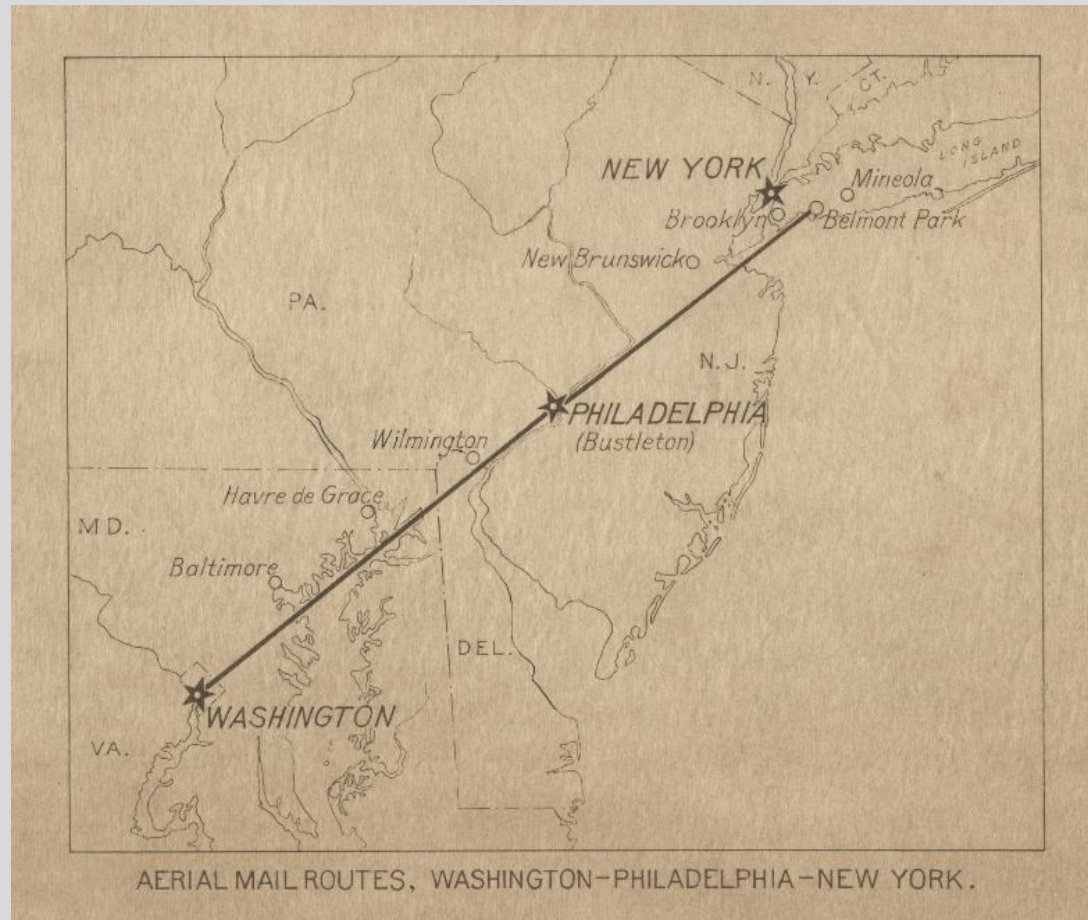 N. Y.
CT.
LONG
ISLAND
NEW YORK
Mineola
Brooklyn
Belmont Park
New Brunswick
PA.
N.J.
PHILADELPHIA
(Bustleton)
Wilmington
Havre de Grace
MD.
Baltimore
DEL.
WASHINGTON
VA.
AERIAL MAIL ROUTES, WASHINGTON-PHILADELPHIA-NEW YORK.